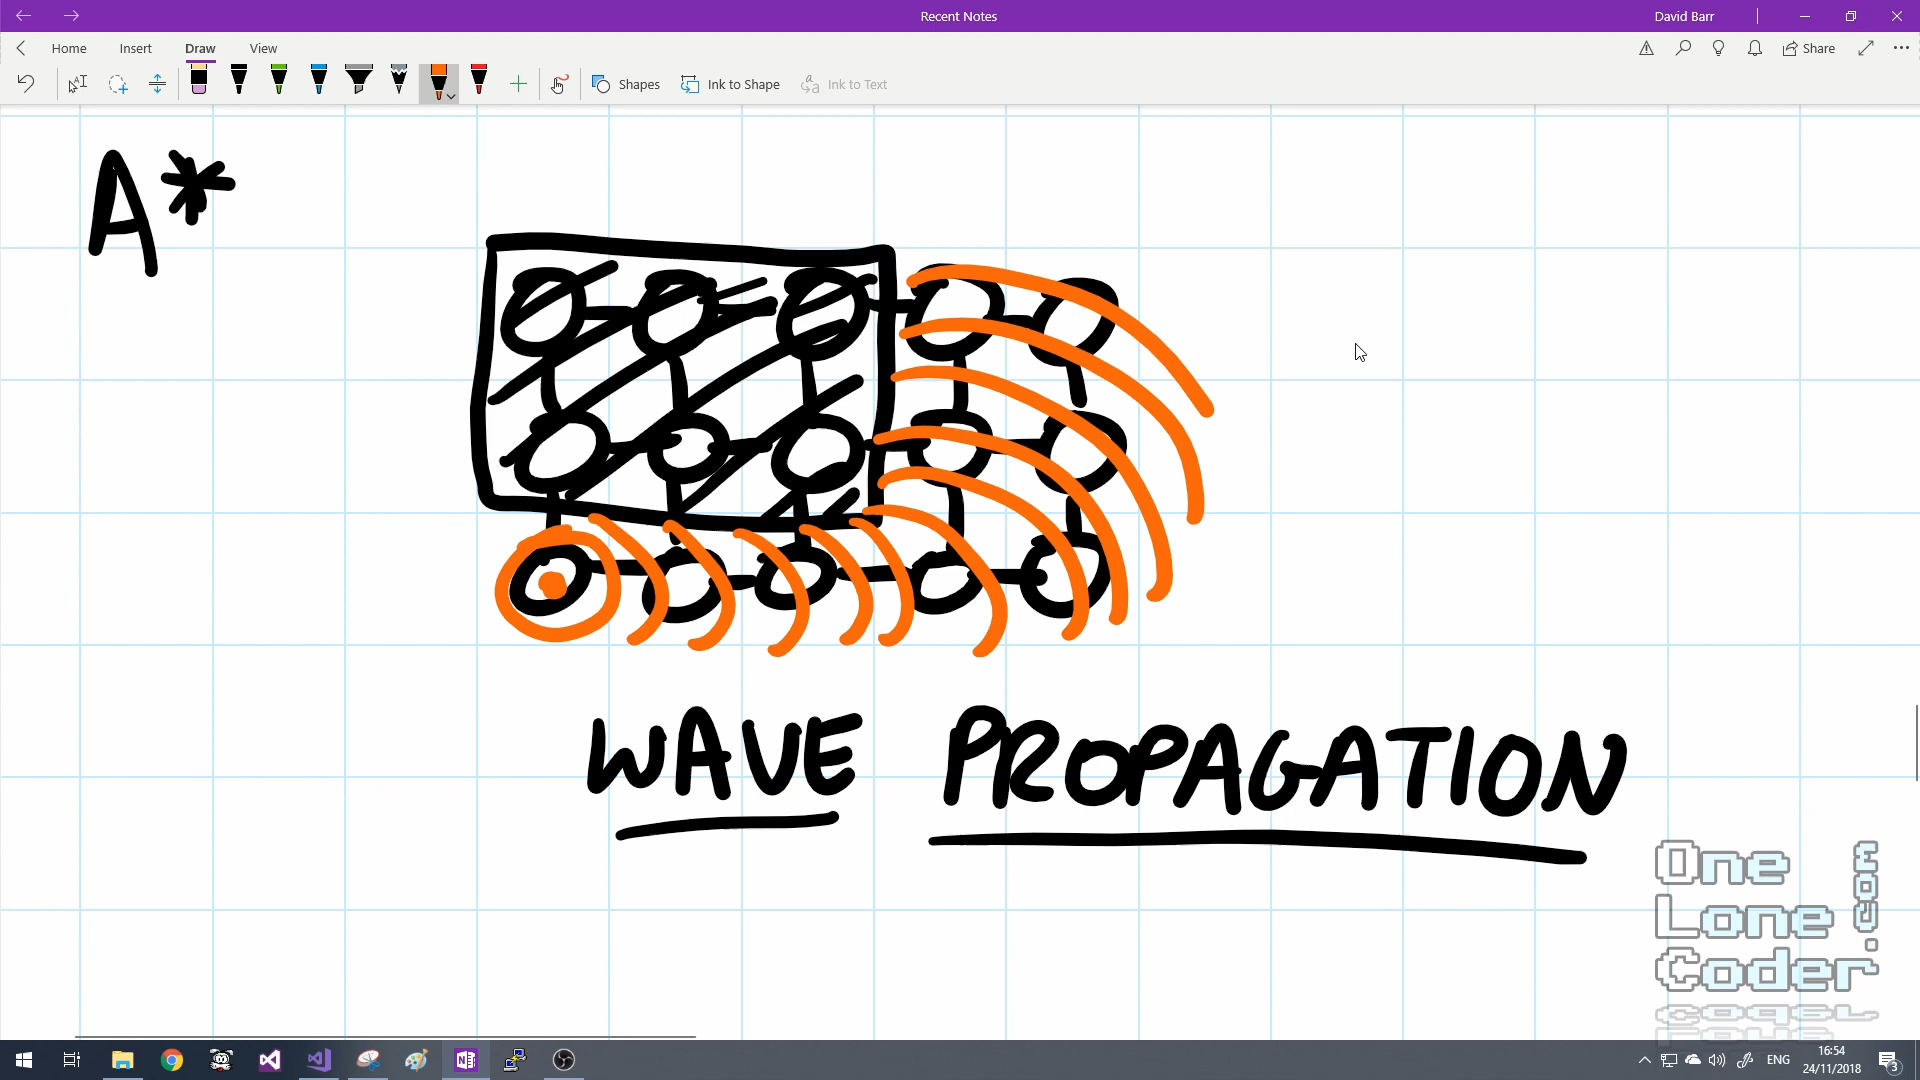 Recent Notes
David Barr
Home Insert Draw View
Share
Shapes Ink to Shape Ink to Text
A*
WAVE PROPAGATION
One
Lone
Coder
.com
ENG
16:54
24/11/2018
3